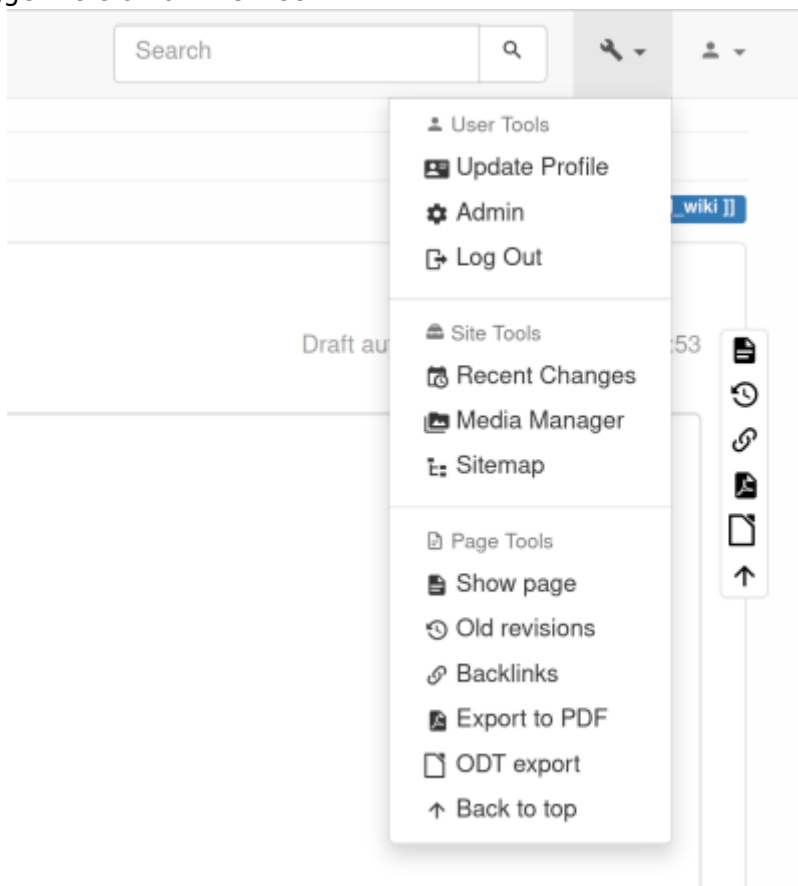 Search
User Tools
Update Profile
Admin
_wiki ]]
Log Out
Site Tools
Draft au
:53
Recent Changes
Media Manager
Sitemap
Page Tools
Show page
Old revisions
Backlinks
Export to PDF
ODT export
Back to top